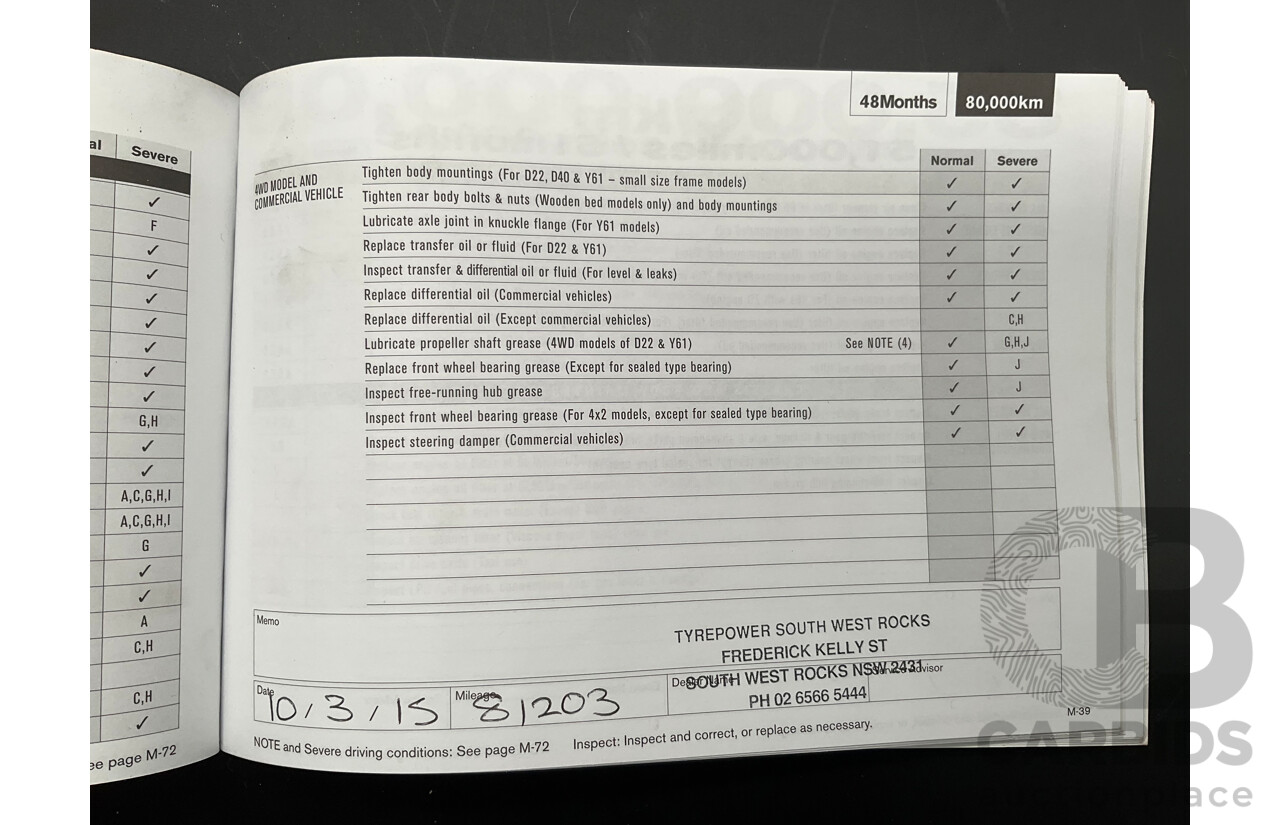 al Severe
✓
F
✓
✓
✓
✓
✓
✓
✓
G,H
✓
✓
A,C,G,H,I
A,C,G,H,I
G
✓
✓
A
C,H
C,H
✓
ee page M-72
48Months 80,000km
Normal Severe
4WD MODEL AND
COMMERCIAL VEHICLE
Tighten body mountings (For D22, D40 & Y61 – small size frame models) ✓ ✓
Tighten rear body bolts & nuts (Wooden bed models only) and body mountings ✓ ✓
Lubricate axle joint in knuckle flange (For Y61 models) ✓ ✓
Replace transfer oil or fluid (For D22 & Y61) ✓ ✓
Inspect transfer & differential oil or fluid (For level & leaks) ✓ ✓
Replace differential oil (Commercial vehicles) ✓ ✓
Replace differential oil (Except commercial vehicles) C,H
Lubricate propeller shaft grease (4WD models of D22 & Y61) See NOTE (4) ✓ G,H,J
Replace front wheel bearing grease (Except for sealed type bearing) ✓ J
Inspect free-running hub grease ✓ J
Inspect front wheel bearing grease (For 4x2 models, except for sealed type bearing) ✓ ✓
Inspect steering damper (Commercial vehicles) ✓ ✓
Memo
TYREPOWER SOUTH WEST ROCKS
FREDERICK KELLY ST
SOUTH WEST ROCKS NSW 2431
PH 02 6566 5444
Date 10/3/15 Mileage 81203 Dealer Name Service Advisor
NOTE and Severe driving conditions: See page M-72 Inspect: Inspect and correct, or replace as necessary.
M-39
CARBIDS
auctionplace